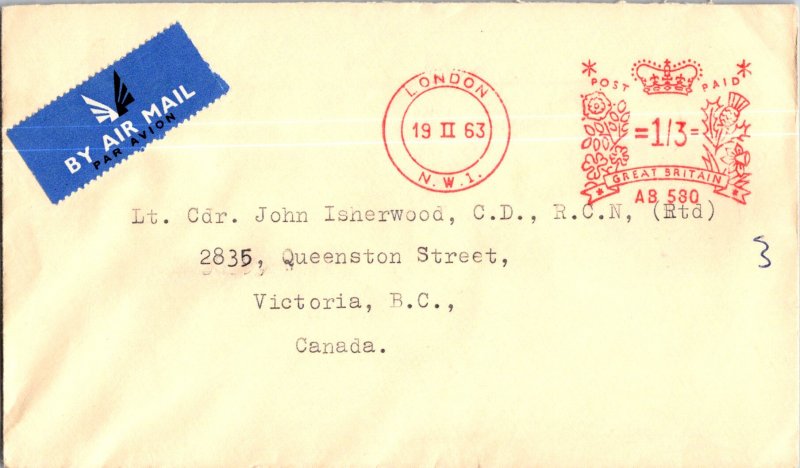 BY AIR MAIL
PAR AVION
LONDON
19 II 63
N.W.1.
POST PAID
=1/3=
GREAT BRITAIN
AB 580
Lt. Cdr. John Isherwood, C.D., R.C.N, (Rtd)
2835, Queenston Street,
Victoria, B.C.,
Canada.
3